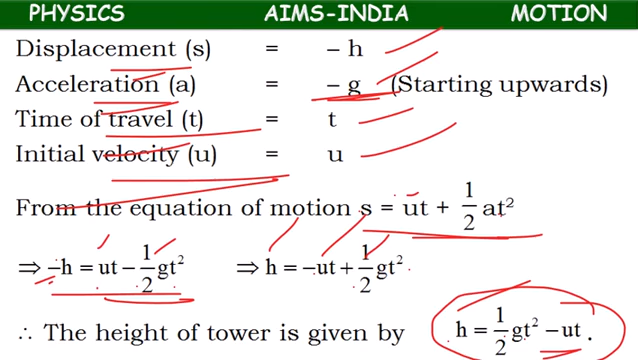 PHYSICS AIMS-INDIA MOTION
Displacement (s) = – h
Acceleration (a) = – g (Starting upwards)
Time of travel (t) = t
Initial velocity (u) = u
From the equation of motion s = ut + 1/2 at²
⇒ –h = ut – 1/2 gt² ⇒ h = –ut + 1/2 gt²
∴ The height of tower is given by h = 1/2 gt² – ut .